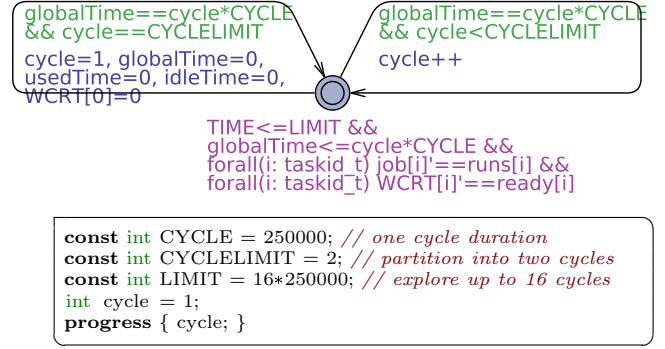 globalTime==cycle*CYCLE
&& cycle==CYCLELIMIT
cycle=1, globalTime=0,
usedTime=0, idleTime=0,
WCRT[0]=0
globalTime==cycle*CYCLE
&& cycle<CYCLELIMIT
cycle++
TIME<=LIMIT &&
globalTime<=cycle*CYCLE &&
forall(i: taskid_t) job[i]'==runs[i] &&
forall(i: taskid_t) WCRT[i]'==ready[i]
const int CYCLE = 250000; // one cycle duration
const int CYCLELIMIT = 2; // partition into two cycles
const int LIMIT = 16*250000; // explore up to 16 cycles
int cycle = 1;
progress { cycle; }